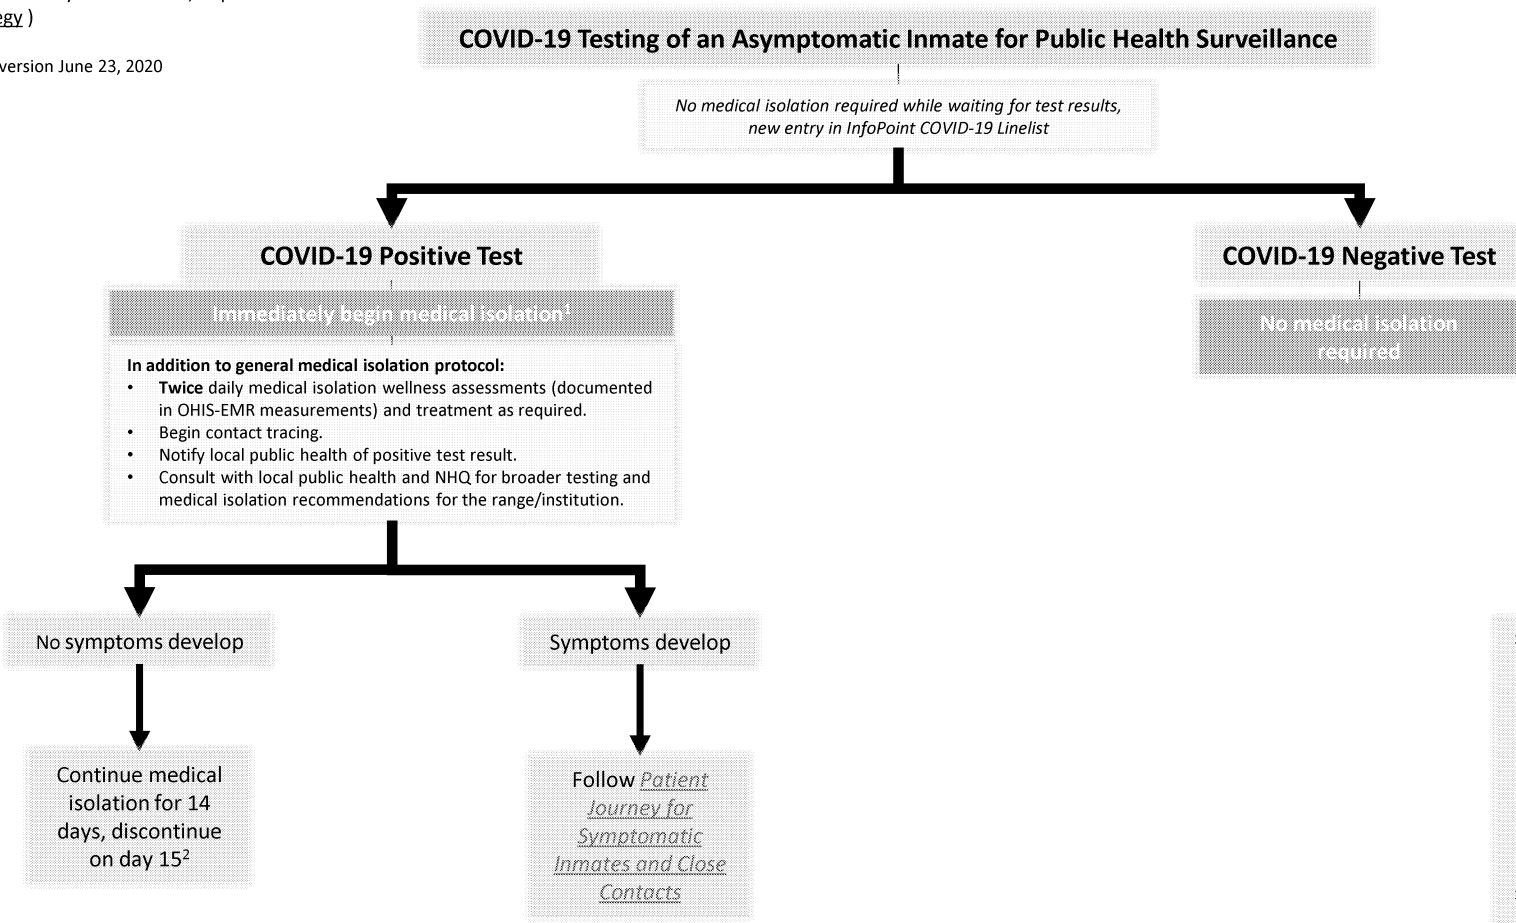 egy )
version June 23, 2020
COVID-19 Testing of an Asymptomatic Inmate for Public Health Surveillance
No medical isolation required while waiting for test results,
new entry in InfoPoint COVID-19 Linelist
COVID-19 Positive Test
Immediately begin medical isolation¹
In addition to general medical isolation protocol:
• Twice daily medical isolation wellness assessments (documented
in OHIS-EMR measurements) and treatment as required.
• Begin contact tracing.
• Notify local public health of positive test result.
• Consult with local public health and NHQ for broader testing and
medical isolation recommendations for the range/institution.
COVID-19 Negative Test
No medical isolation
required
No symptoms develop
Symptoms develop
Continue medical
isolation for 14
days, discontinue
on day 15²
Follow Patient
Journey for
Symptomatic
Inmates and Close
Contacts